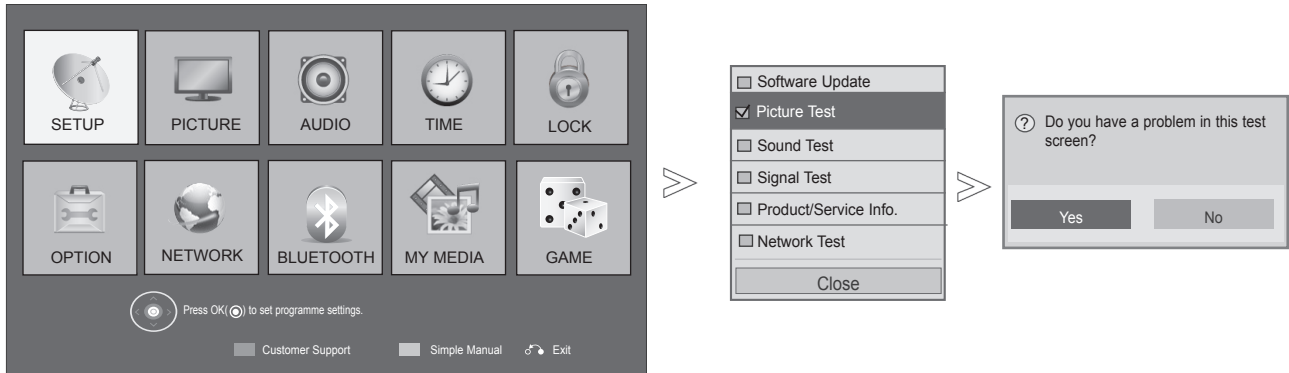 SETUP
PICTURE
AUDIO
TIME
LOCK
OPTION
NETWORK
BLUETOOTH
MY MEDIA
GAME
Press OK(◉) to set programme settings.
Customer Support
Simple Manual
Exit
Software Update
Picture Test
Sound Test
Signal Test
Product/Service Info.
Network Test
Close
? Do you have a problem in this test
screen?
Yes
No